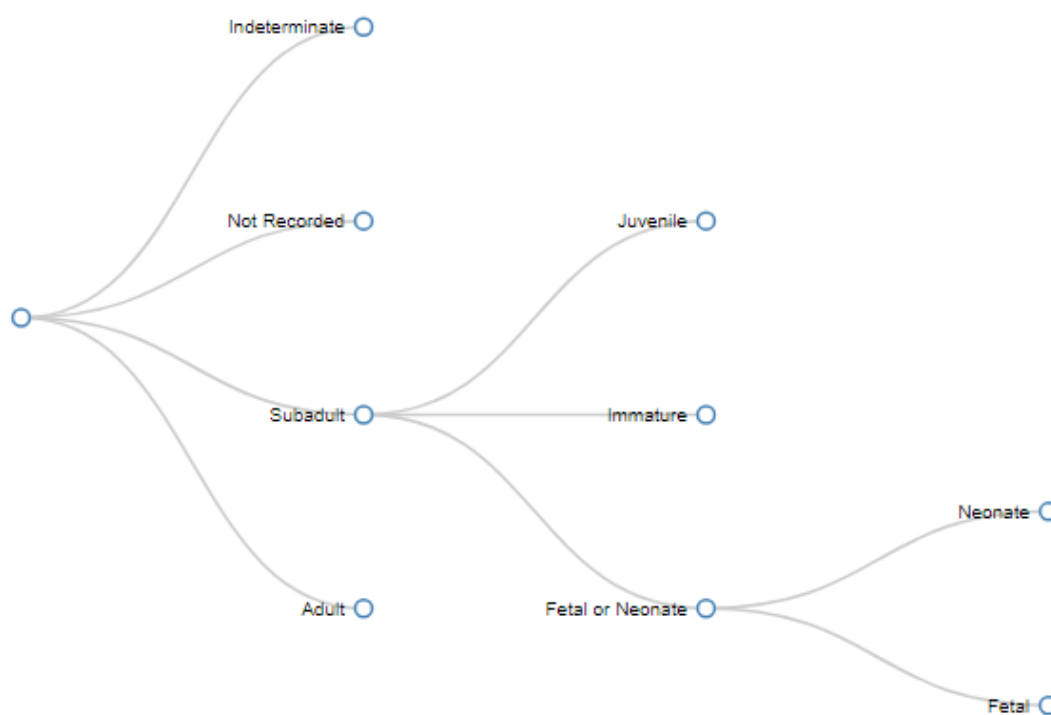 Indeterminate
Not Recorded
Juvenile
Subadult
Immature
Neonate
Adult
Fetal or Neonate
Fetal